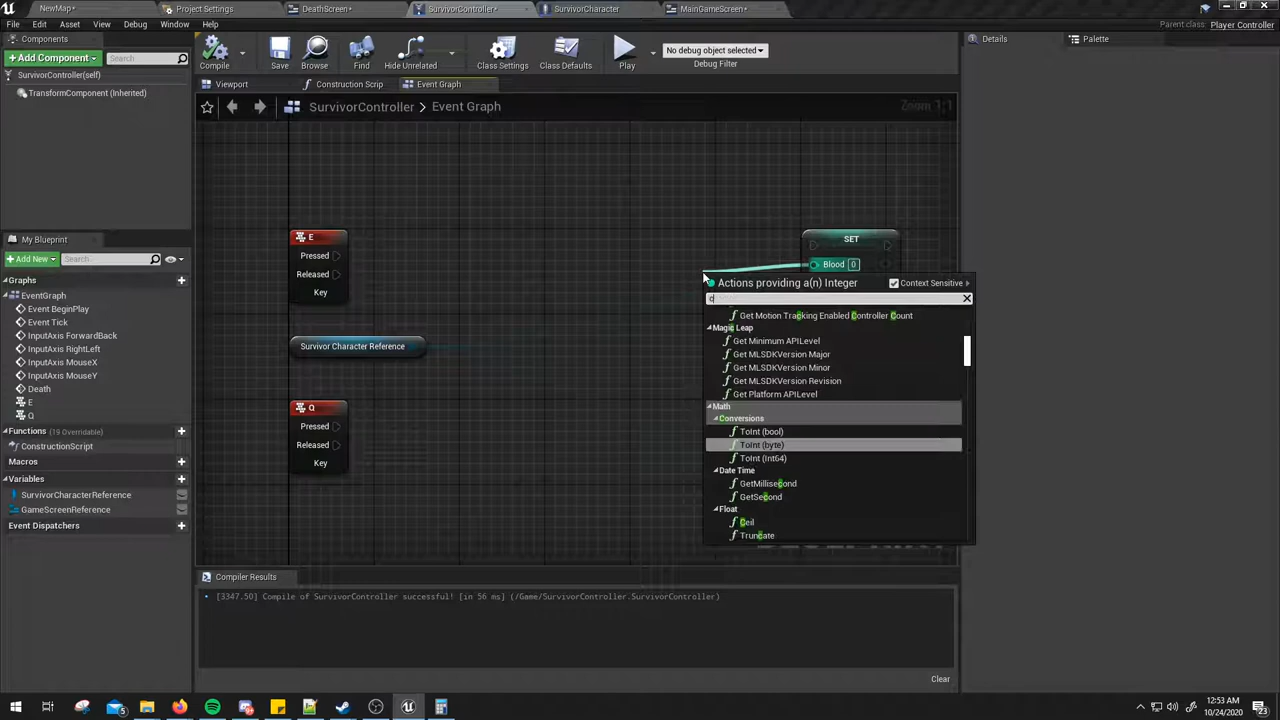 NewMap*
Project Settings
DeathScreen*
SurvivorController*
SurvivorCharacter
MainGameScreen*
File
Edit
Asset
View
Debug
Window
Help
Parent class: Player Controller
Components
+ Add Component
Search
SurvivorController(self)
TransformComponent (Inherited)
Compile
Save
Browse
Find
Hide Unrelated
Class Settings
Class Defaults
Play
No debug object selected
Debug Filter
Details
Palette
Viewport
Construction Scrip
Event Graph
SurvivorController > Event Graph
Zoom 1:1
My Blueprint
+ Add New
Search
Graphs
EventGraph
Event BeginPlay
Event Tick
InputAxis ForwardBack
InputAxis RightLeft
InputAxis MouseX
InputAxis MouseY
Death
E
Q
Functions (19 Overridable)
ConstructionScript
Macros
Variables
SurvivorCharacterReference
GameScreenReference
Event Dispatchers
E
Pressed
Released
Key
Survivor Character Reference
Q
Pressed
Released
Key
SET
Blood 0
Actions providing a(n) Integer
Context Sensitive
c
Get Motion Tracking Enabled Controller Count
Magic Leap
Get Minimum APILevel
Get MLSDKVersion Major
Get MLSDKVersion Minor
Get MLSDKVersion Revision
Get Platform APILevel
Math
Conversions
ToInt (bool)
ToInt (byte)
ToInt (Int64)
Date Time
GetMillisecond
GetSecond
Float
Ceil
Truncate
Compiler Results
[3347.50] Compile of SurvivorController successful! [in 56 ms] (/Game/SurvivorController.SurvivorController)
Clear
12:53 AM
10/24/2020